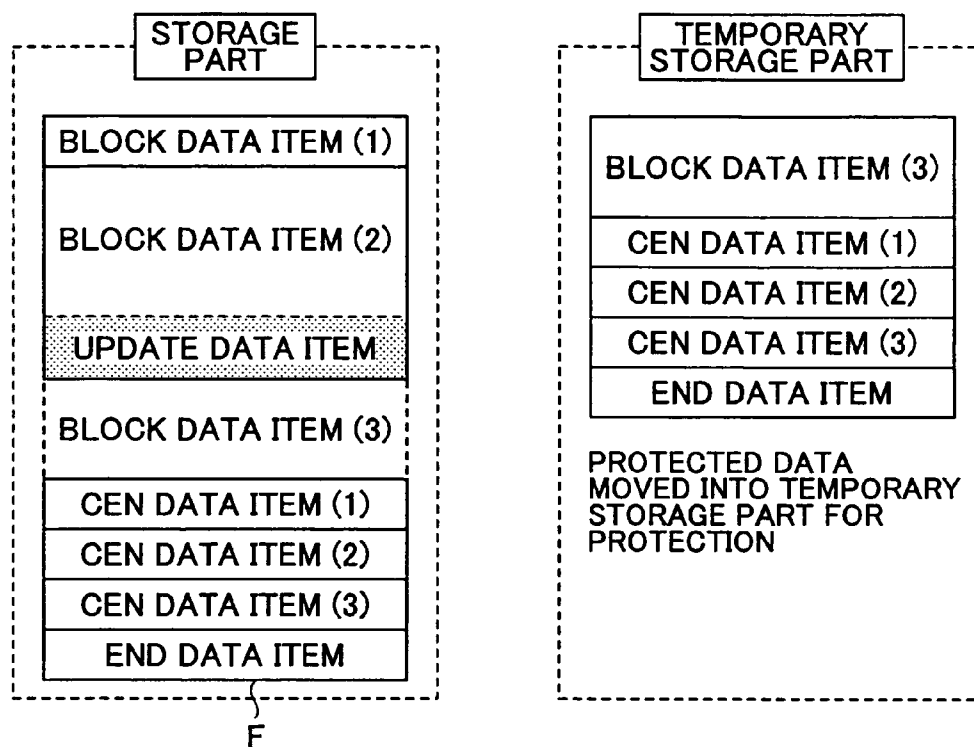 STORAGE
PART
BLOCK DATA ITEM (1)
BLOCK DATA ITEM (2)
UPDATE DATA ITEM
BLOCK DATA ITEM (3)
CEN DATA ITEM (1)
CEN DATA ITEM (2)
CEN DATA ITEM (3)
END DATA ITEM
F
TEMPORARY
STORAGE PART
BLOCK DATA ITEM (3)
CEN DATA ITEM (1)
CEN DATA ITEM (2)
CEN DATA ITEM (3)
END DATA ITEM
PROTECTED DATA
MOVED INTO TEMPORARY
STORAGE PART FOR
PROTECTION